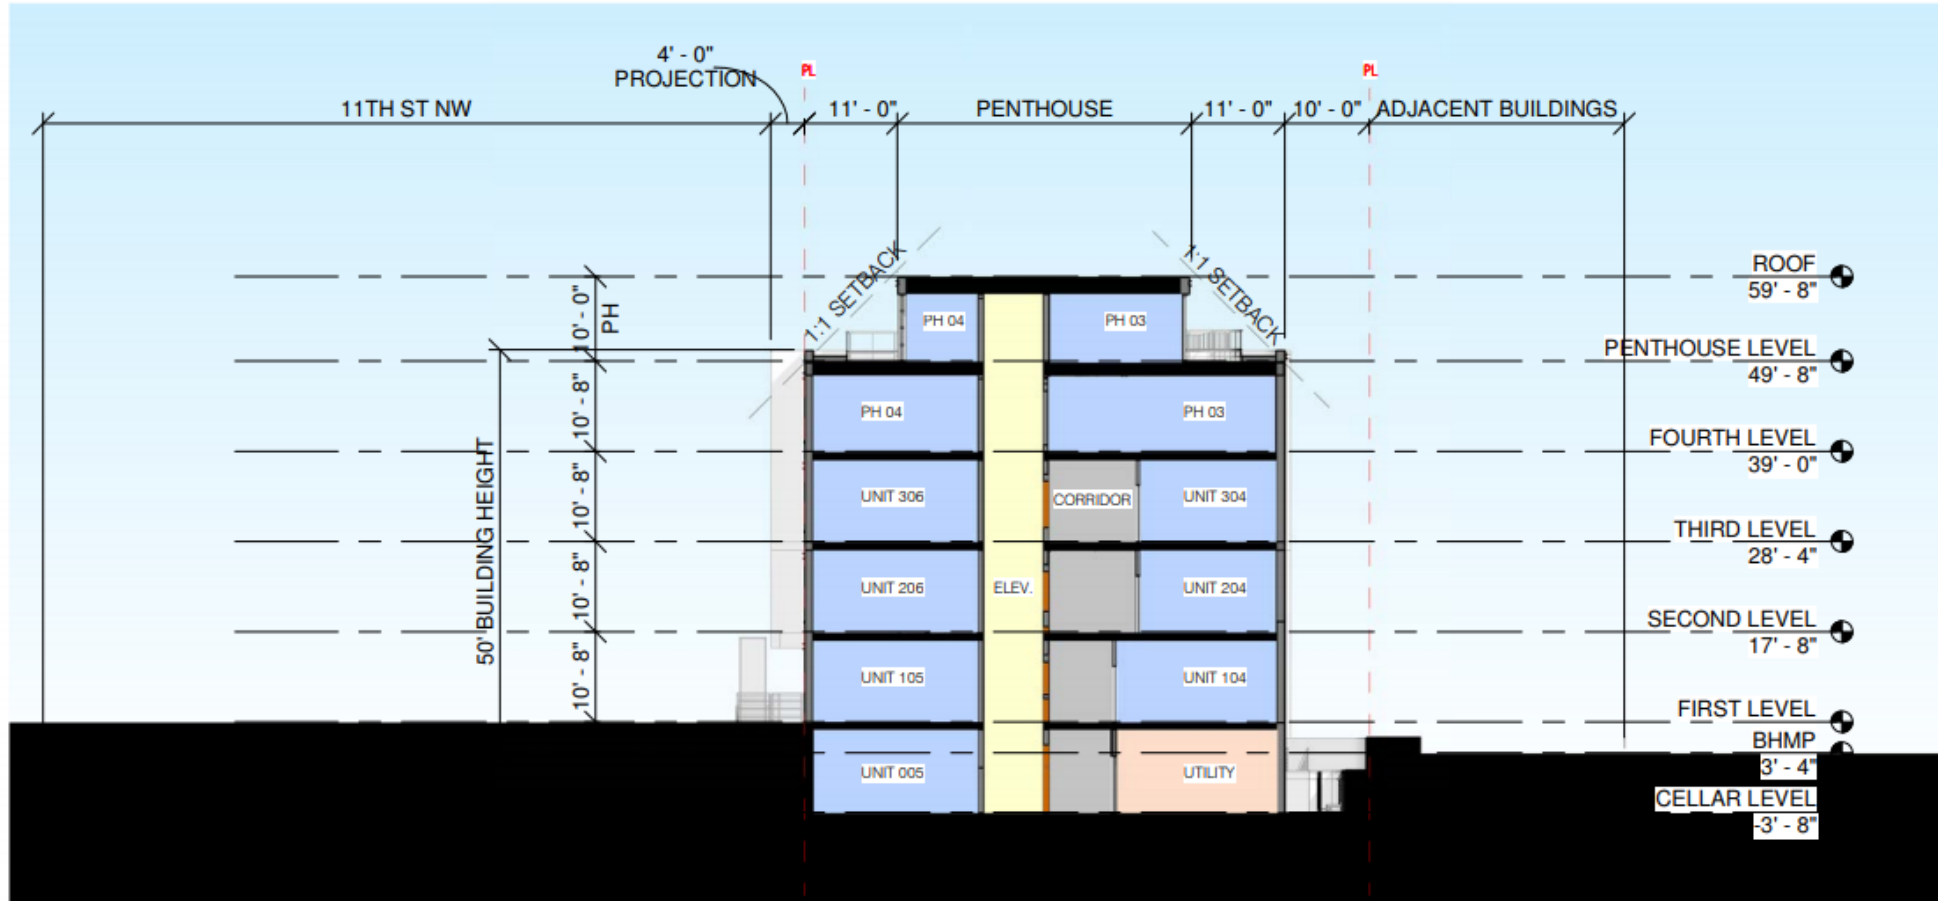 4' - 0"
PROJECTION
PL
PL
11TH ST NW
11' - 0"
PENTHOUSE
11' - 0"
10' - 0"
ADJACENT BUILDINGS
1:1 SETBACK
1:1 SETBACK
ROOF
59' - 8"
10' - 0"
PH
PH 04
PH 03
PENTHOUSE LEVEL
49' - 8"
10' - 8"
PH 04
PH 03
FOURTH LEVEL
39' - 0"
50' BUILDING HEIGHT
10' - 8"
UNIT 306
CORRIDOR
UNIT 304
THIRD LEVEL
28' - 4"
10' - 8"
UNIT 206
ELEV.
UNIT 204
SECOND LEVEL
17' - 8"
10' - 8"
UNIT 105
UNIT 104
FIRST LEVEL
BHMP
3' - 4"
UNIT 005
UTILITY
CELLAR LEVEL
-3' - 8"